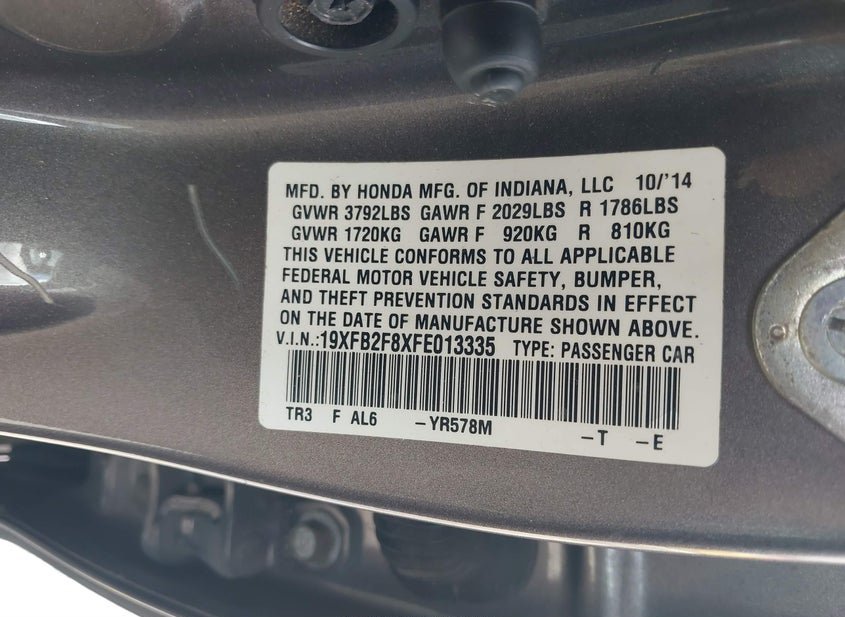 MFD. BY HONDA MFG. OF INDIANA, LLC 10/'14
GVWR 3792LBS GAWR F 2029LBS R 1786LBS
GVWR 1720KG GAWR F 920KG R 810KG
THIS VEHICLE CONFORMS TO ALL APPLICABLE
FEDERAL MOTOR VEHICLE SAFETY, BUMPER,
AND THEFT PREVENTION STANDARDS IN EFFECT
ON THE DATE OF MANUFACTURE SHOWN ABOVE.
V.I.N.:19XFB2F8XFE013335 TYPE: PASSENGER CAR
TR3 F AL6 -YR578M -T -E